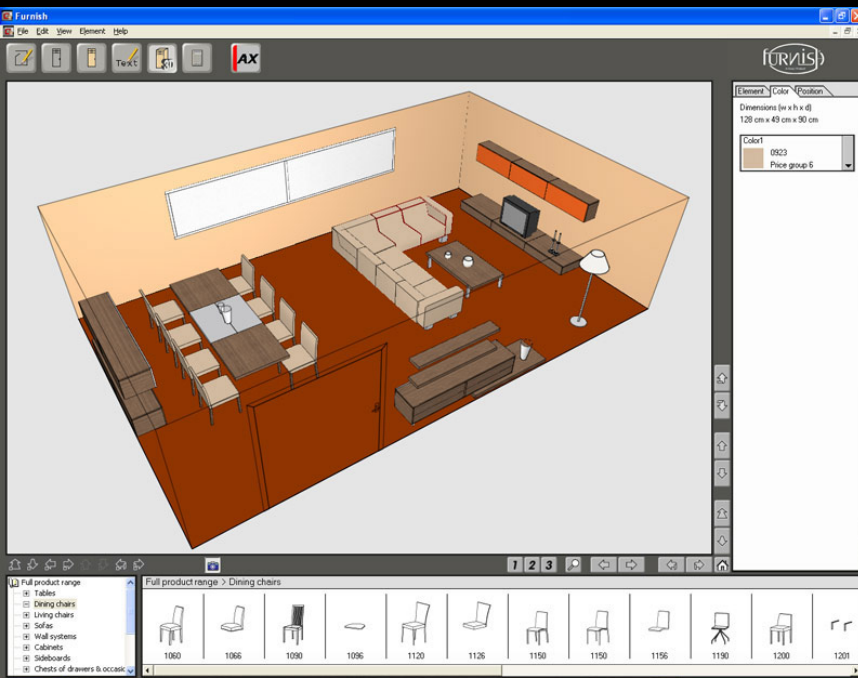 Furnish
File Edit View Element Help
Text
AX
fURNISh
Element Color Position
Dimensions (w x h x d)
128 cm x 49 cm x 90 cm
Color1
0923
Price group 6
1 2 3
Full product range
Tables
Dining chairs
Living chairs
Sofas
Wall systems
Cabinets
Sideboards
Chests of drawers & occasic
Full product range > Dining chairs
1060 1066 1090 1096 1120 1126 1150 1150 1156 1190 1200 1201